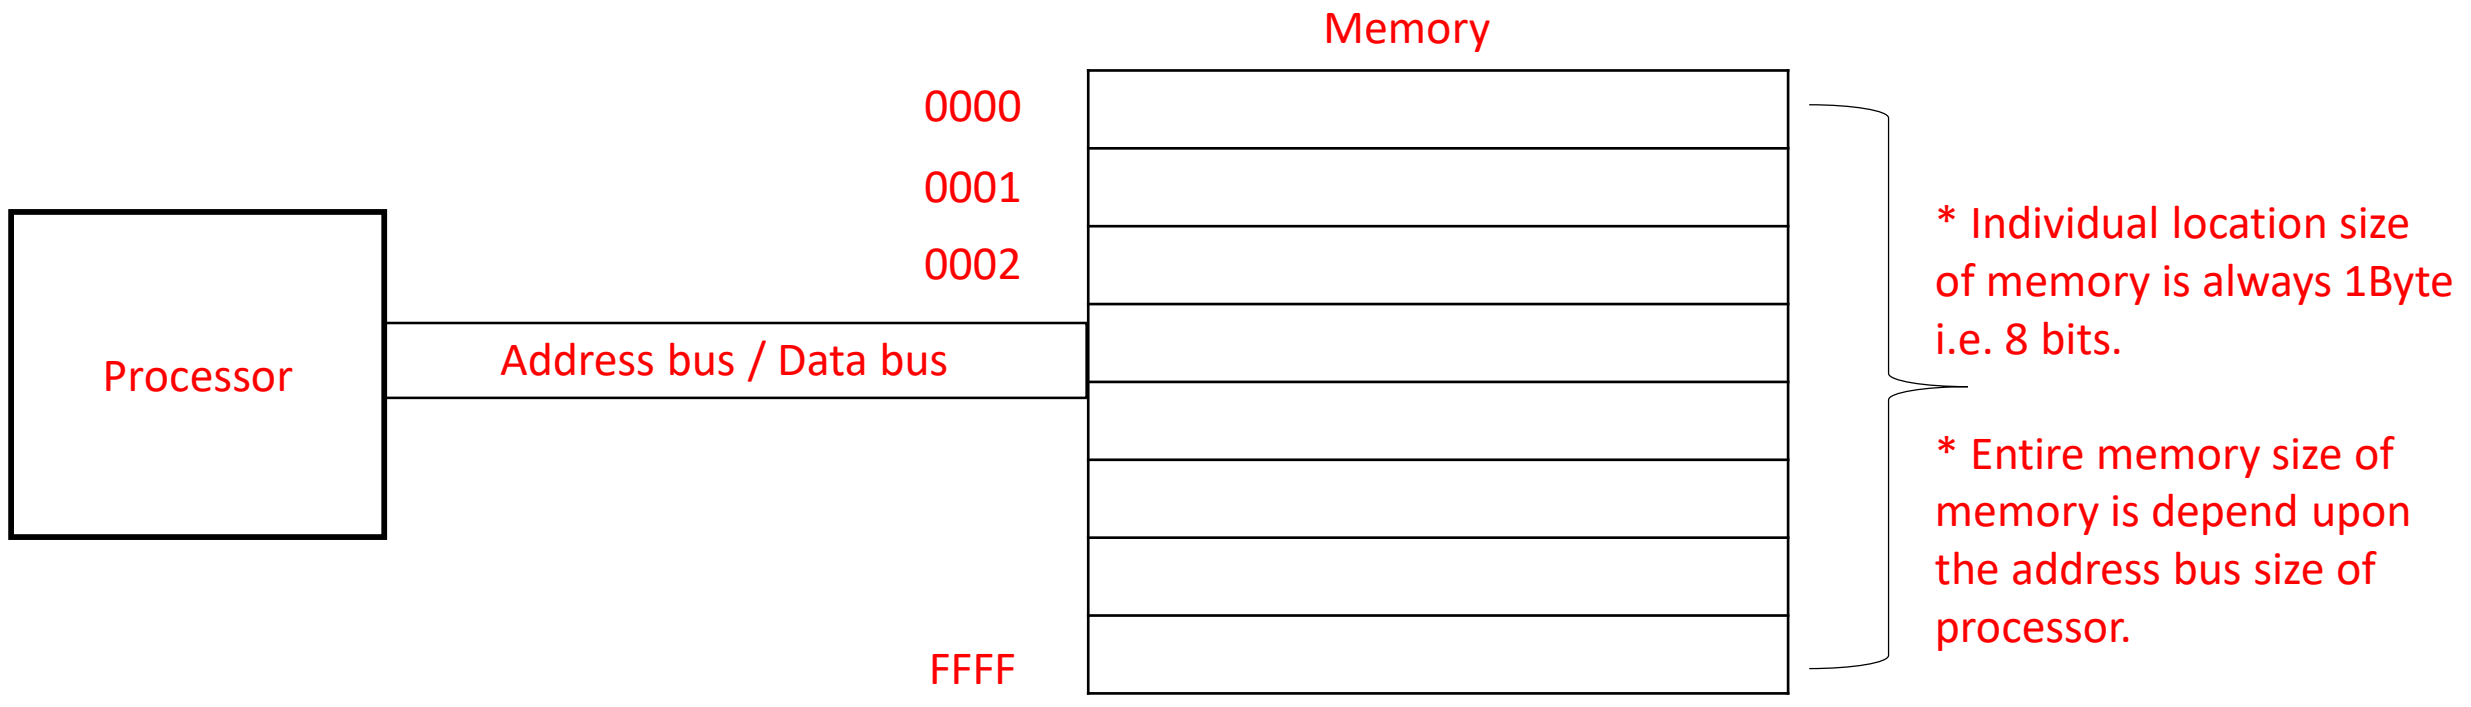 Memory
0000
0001
0002
Address bus / Data bus
Processor
FFFF
* Individual location size
of memory is always 1Byte
i.e. 8 bits.
* Entire memory size of
memory is depend upon
the address bus size of
processor.